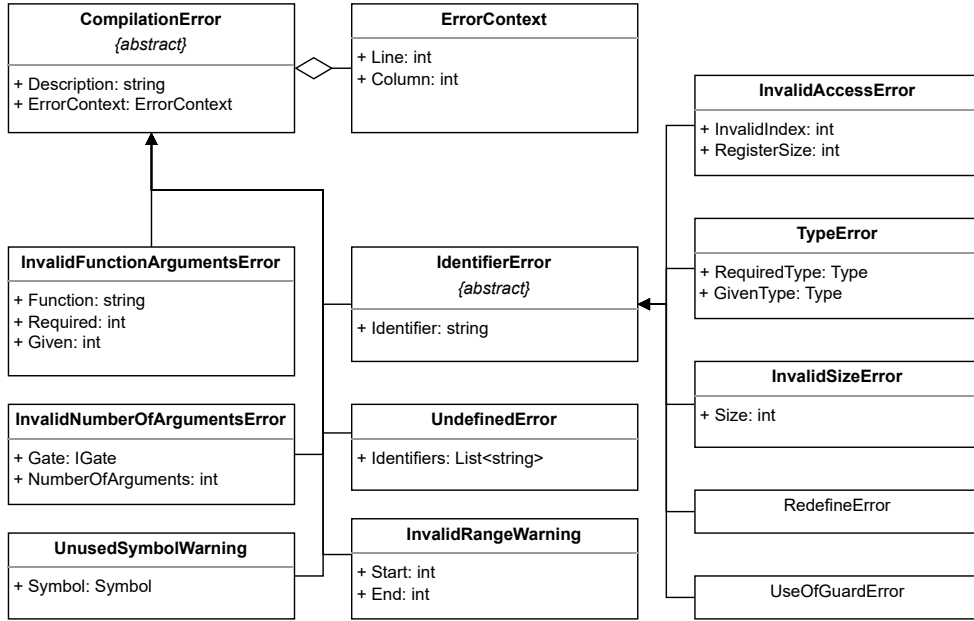 CompilationError
{abstract}
+ Description: string
+ ErrorContext: ErrorContext
ErrorContext
+ Line: int
+ Column: int
InvalidAccessError
+ InvalidIndex: int
+ RegisterSize: int
InvalidFunctionArgumentsError
+ Function: string
+ Required: int
+ Given: int
IdentifierError
{abstract}
+ Identifier: string
TypeError
+ RequiredType: Type
+ GivenType: Type
InvalidSizeError
+ Size: int
InvalidNumberOfArgumentsError
+ Gate: IGate
+ NumberOfArguments: int
UndefinedError
+ Identifiers: List<string>
RedefineError
UnusedSymbolWarning
+ Symbol: Symbol
InvalidRangeWarning
+ Start: int
+ End: int
UseOfGuardError